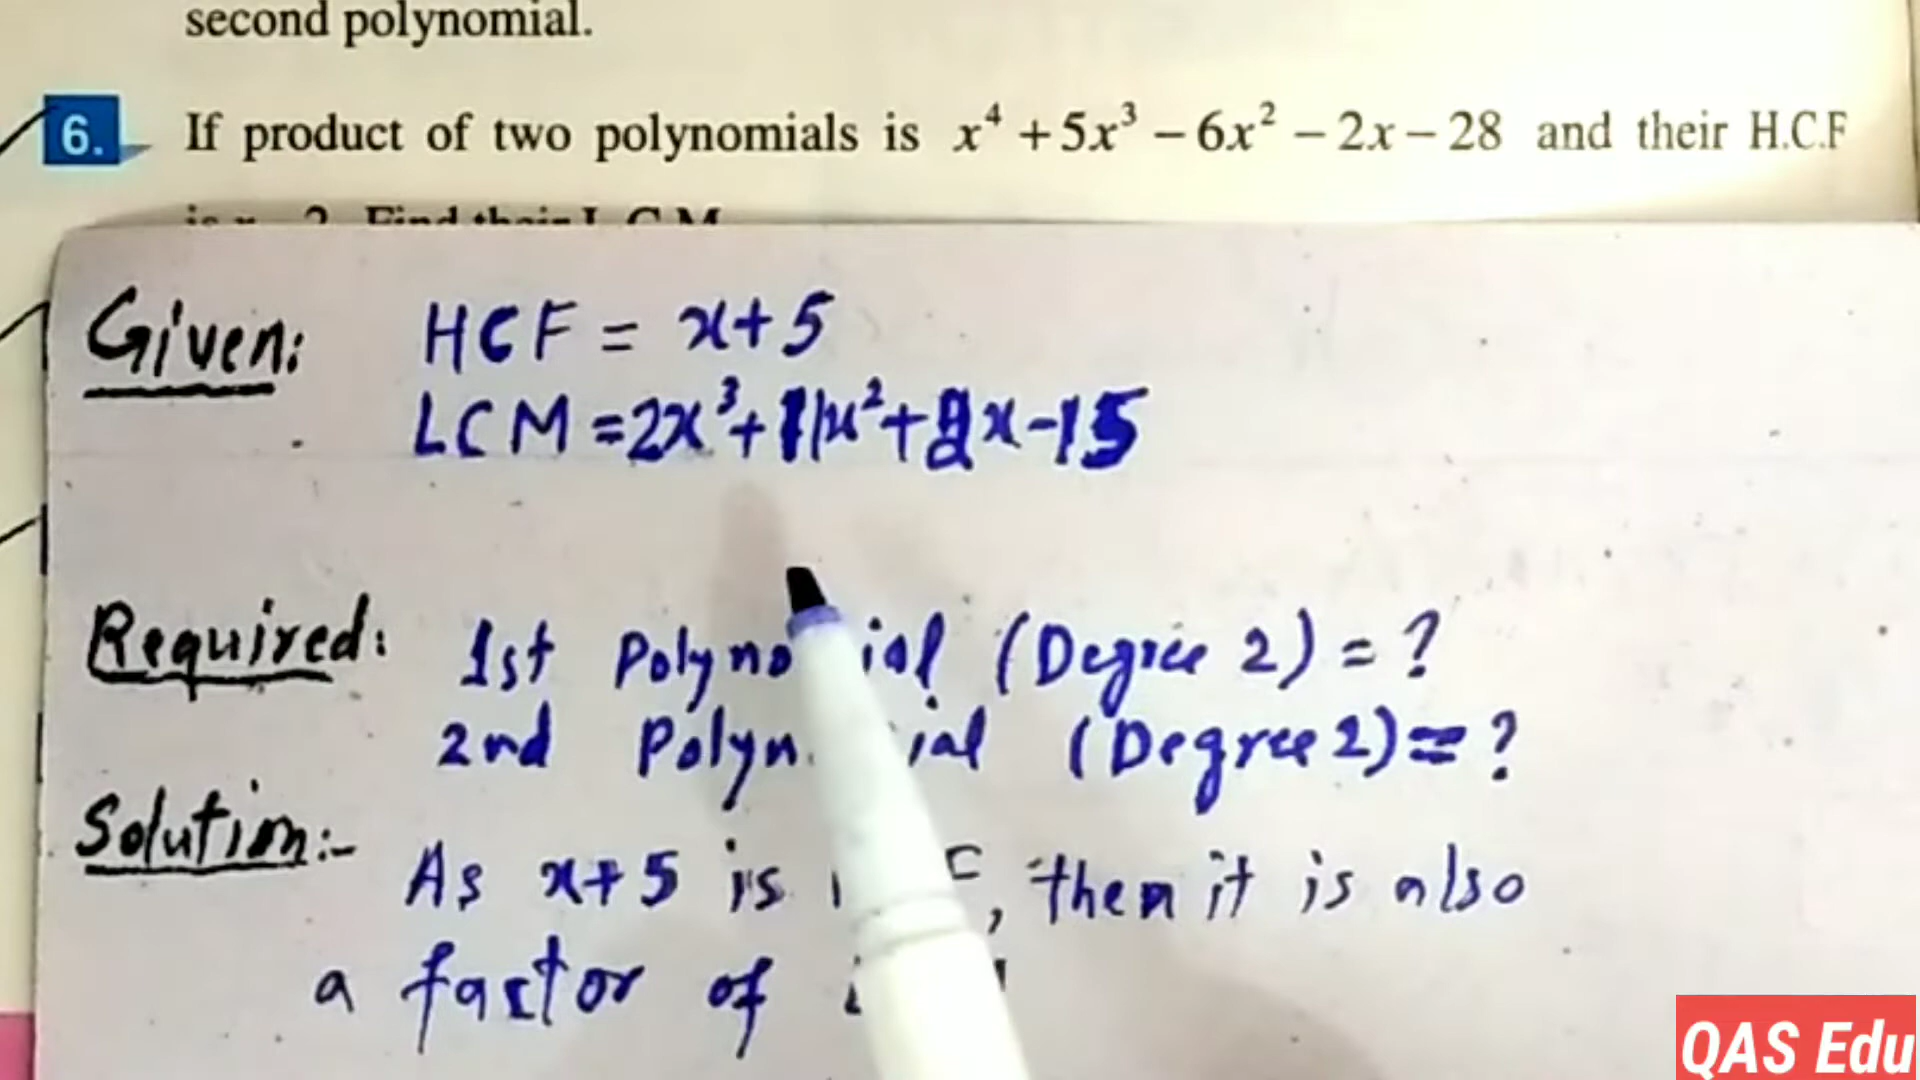 second polynomial.
6. If product of two polynomials is x⁴ + 5x³ − 6x² − 2x − 28 and their H.C.F
Given: HCF = x+5
LCM = 2x³+11x²+2x-15
Required: 1st Polyno ial (Degree 2) = ?
2nd Polyn ial (Degree 2) = ?
Solution:- As x+5 is , then it is also
a factor of
QAS Edu